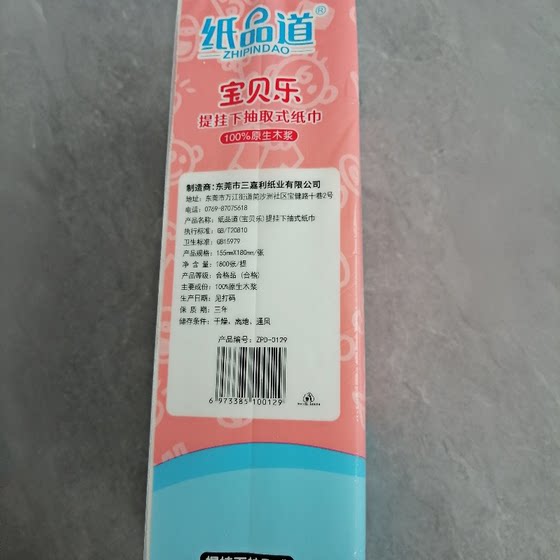 纸品道®
ZHIPINDAO
宝贝乐
提挂下抽取式纸巾
100%原生木浆
制造商:东莞市三嘉利纸业有限公司
地址: 东莞市万江街道简沙洲社区宝健路十巷2号
电话: 0769-87075618
产品名称: 纸品道(宝贝乐)提挂下抽式纸巾
执行标准: GB/T20810
卫生标准: GB15979
产品规格: 155mmX180mm/张
净 含 量: 1800张/提
产品等级: 合格品(合格)
主要成份: 100%原生木浆
生产日期: 见打码
保 质 期: 三年
储存条件: 干燥、离地、通风
产品编号: ZPD-0129
6 973385 100129